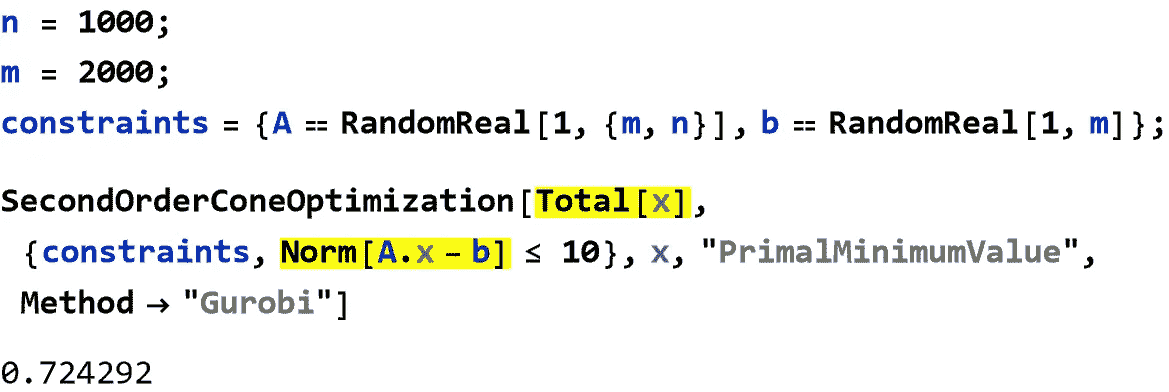 n = 1000;
m = 2000;
constraints = {A == RandomReal[1, {m, n}], b == RandomReal[1, m]};
SecondOrderConeOptimization[Total[x],
{constraints, Norm[A.x - b] ≤ 10}, x, "PrimalMinimumValue",
Method → "Gurobi"]
0.724292